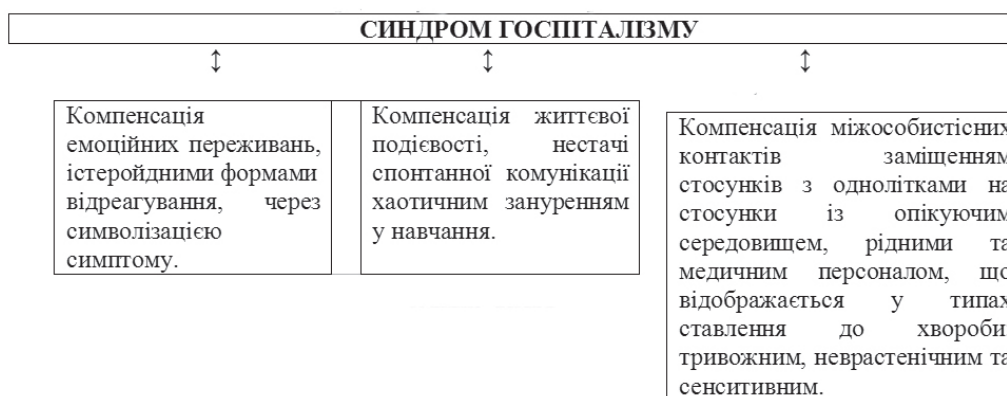 СИНДРОМ ГОСПІТАЛІЗМУ
Компенсація
емоційних переживань,
істероїдними формами
відреагування, через
символізацією
симптому.
Компенсація життєвої
подієвості, нестачі
спонтанної комунікації
хаотичним зануренням
у навчання.
Компенсація міжособистісних
контактів заміщенням
стосунків з однолітками на
стосунки із опікуючим
середовищем, рідними та
медичним персоналом, що
відображається у типах
ставлення до хвороби
тривожним, неврастенічним та
сенситивним.